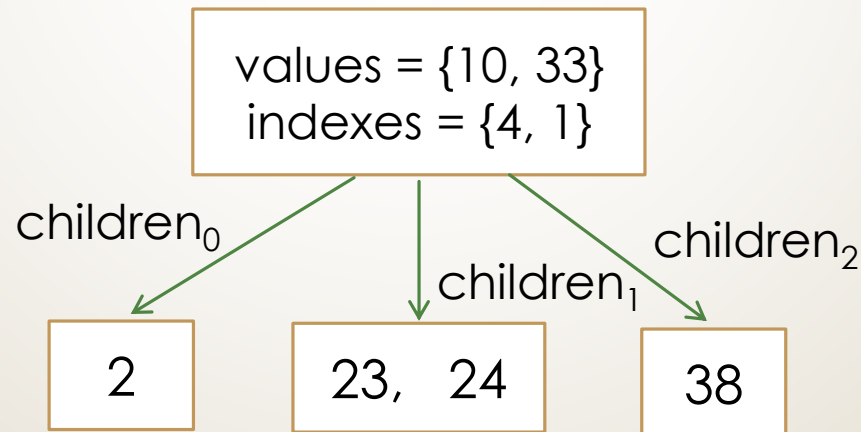 values = {10, 33}
indexes = {4, 1}
children₀
children₂
children₁
2
23, 24
38